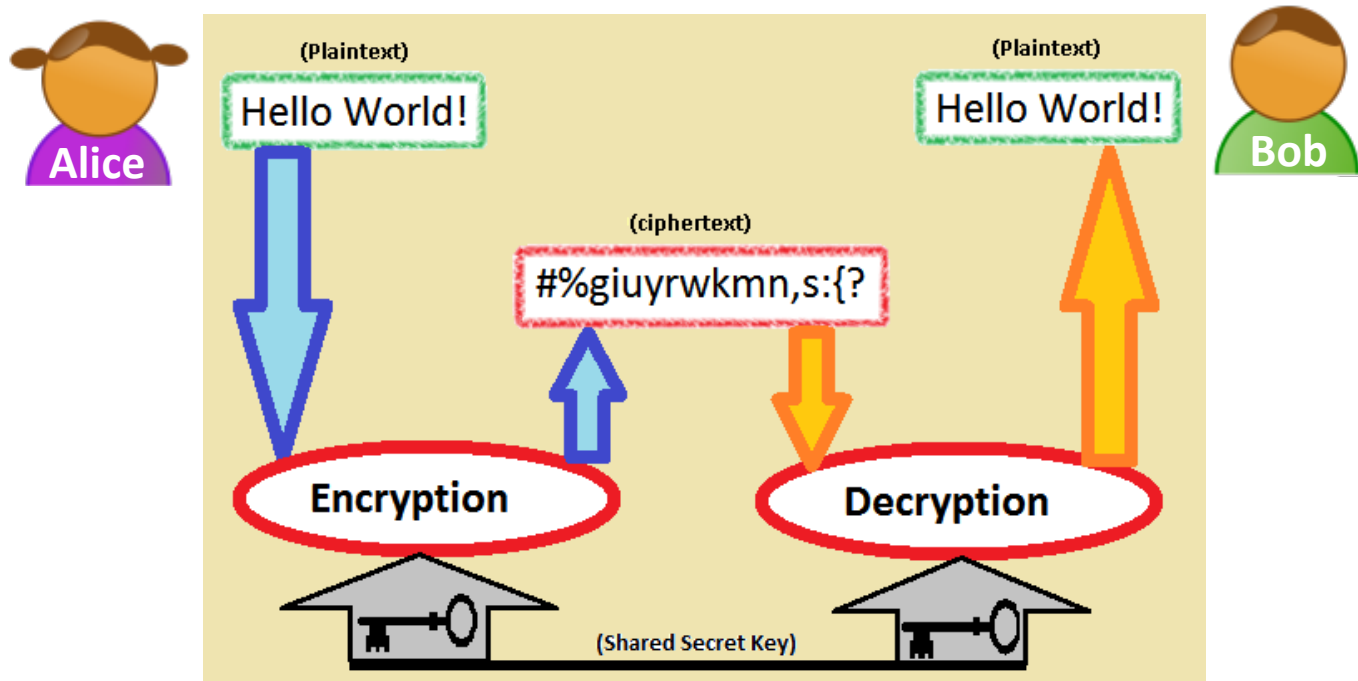 (Plaintext)
(Plaintext)
Hello World!
Hello World!
Alice
Bob
(ciphertext)
#%giuyrwkmn,s:{?
Encryption
Decryption
(Shared Secret Key)